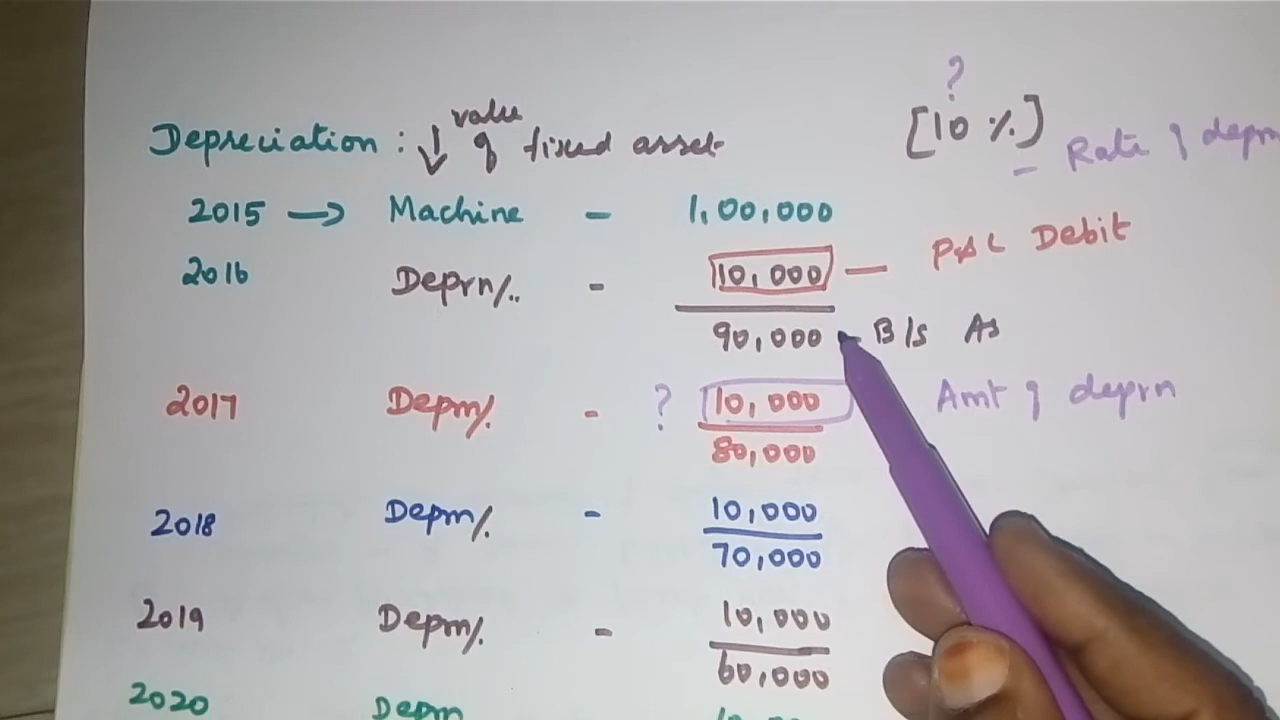 ?
value
Depreciation : ↓ of fixed asset [10 %]
- Rate of deprn
2015 → Machine - 1,00,000
2016 Deprn/.. - 10,000 — P&L Debit
90,000 - B/s As
2017 Deprn/. - ? 10,000 Amt of deprn
80,000
2018 Deprn/. - 10,000
70,000
2019 Deprn/. - 10,000
60,000
2020 Deprn